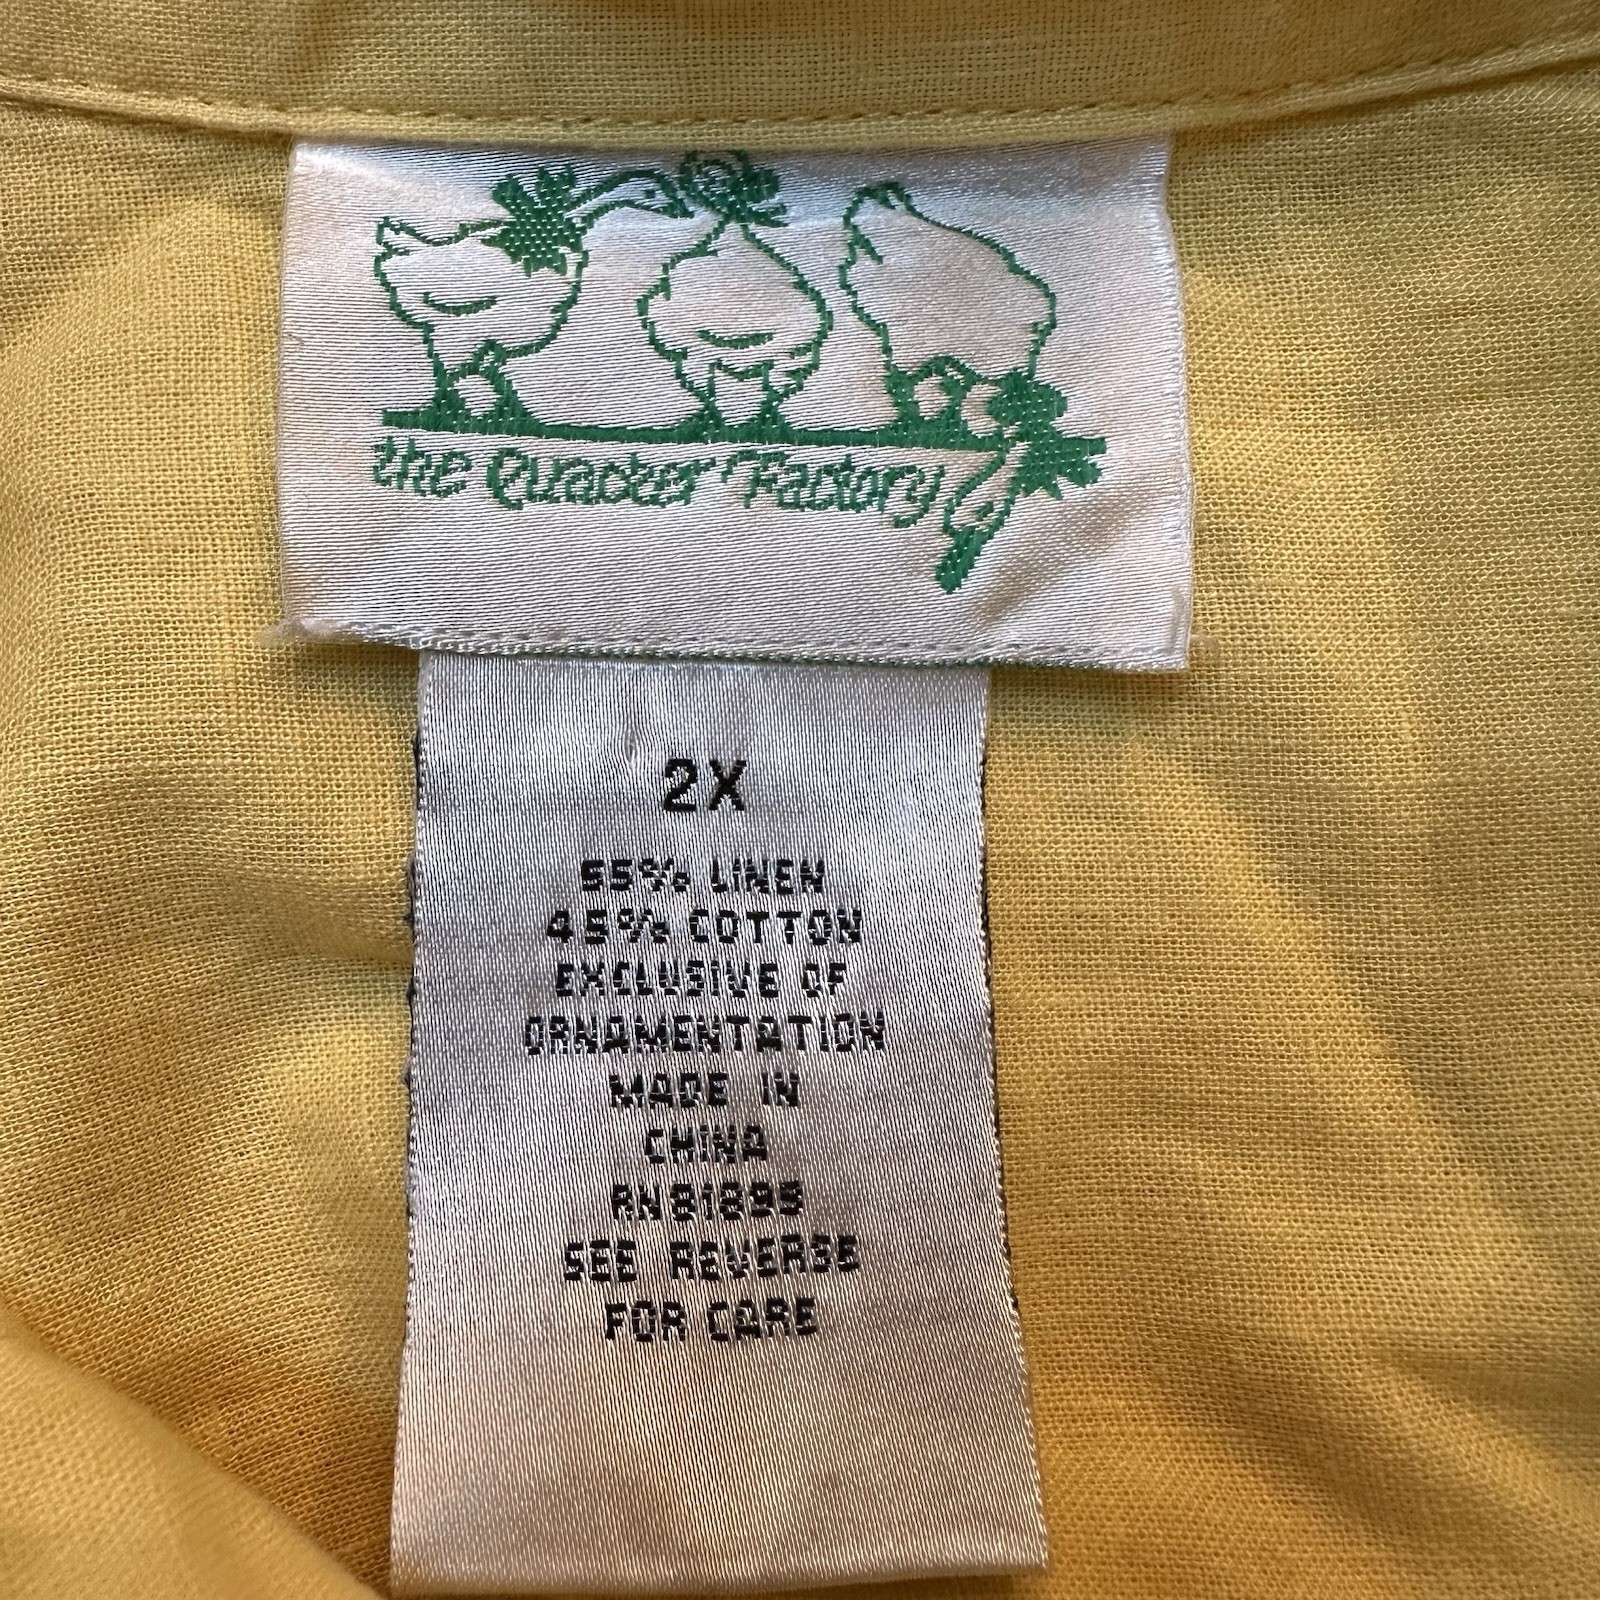 the Quacker Factory
2X
55% LINEN
45% COTTON
EXCLUSIVE OF
ORNAMENTATION
MADE IN
CHINA
RN81895
SEE REVERSE
FOR CARE